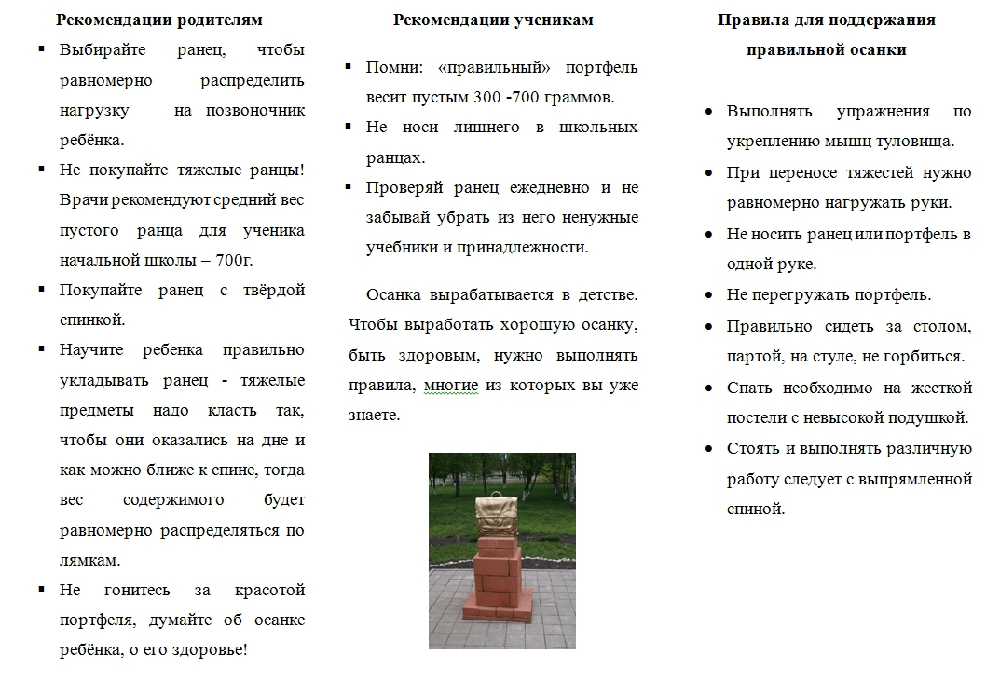 Рекомендации родителям
▪ Выбирайте ранец, чтобы
равномерно распределить
нагрузку на позвоночник
ребёнка.
▪ Не покупайте тяжелые ранцы!
Врачи рекомендуют средний вес
пустого ранца для ученика
начальной школы – 700г.
▪ Покупайте ранец с твёрдой
спинкой.
▪ Научите ребенка правильно
укладывать ранец - тяжелые
предметы надо класть так,
чтобы они оказались на дне и
как можно ближе к спине, тогда
вес содержимого будет
равномерно распределяться по
лямкам.
▪ Не гонитесь за красотой
портфеля, думайте об осанке
ребёнка, о его здоровье!
Рекомендации ученикам
▪ Помни: «правильный» портфель
весит пустым 300 -700 граммов.
▪ Не носи лишнего в школьных
ранцах.
▪ Проверяй ранец ежедневно и не
забывай убрать из него ненужные
учебники и принадлежности.
Осанка вырабатывается в детстве.
Чтобы выработать хорошую осанку,
быть здоровым, нужно выполнять
правила, многие из которых вы уже
знаете.
Правила для поддержания
правильной осанки
• Выполнять упражнения по
укреплению мышц туловища.
• При переносе тяжестей нужно
равномерно нагружать руки.
• Не носить ранец или портфель в
одной руке.
• Не перегружать портфель.
• Правильно сидеть за столом,
партой, на стуле, не горбиться.
• Спать необходимо на жесткой
постели с невысокой подушкой.
• Стоять и выполнять различную
работу следует с выпрямленной
спиной.